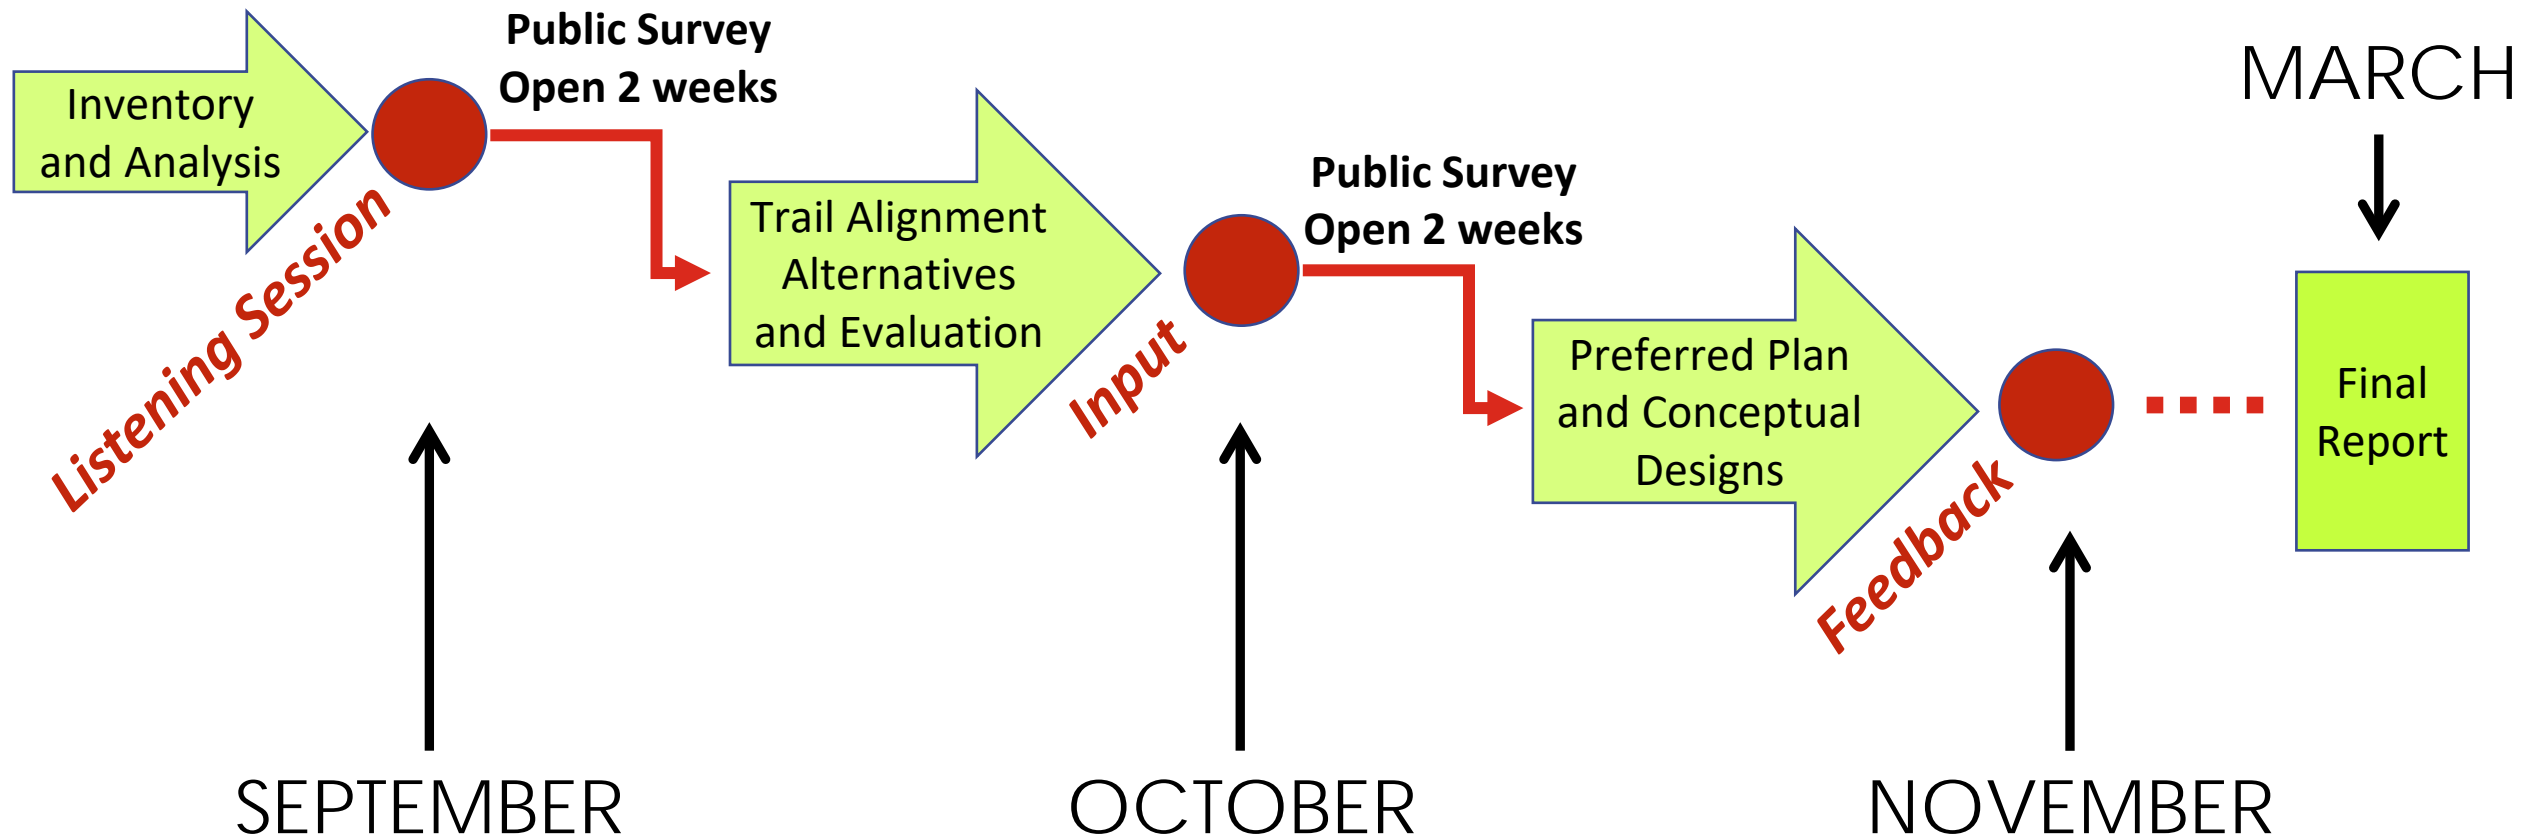 Inventory
and Analysis
Listening Session
Public Survey
Open 2 weeks
Trail Alignment
Alternatives
and Evaluation
Input
Public Survey
Open 2 weeks
Preferred Plan
and Conceptual
Designs
Feedback
MARCH
Final
Report
SEPTEMBER
OCTOBER
NOVEMBER